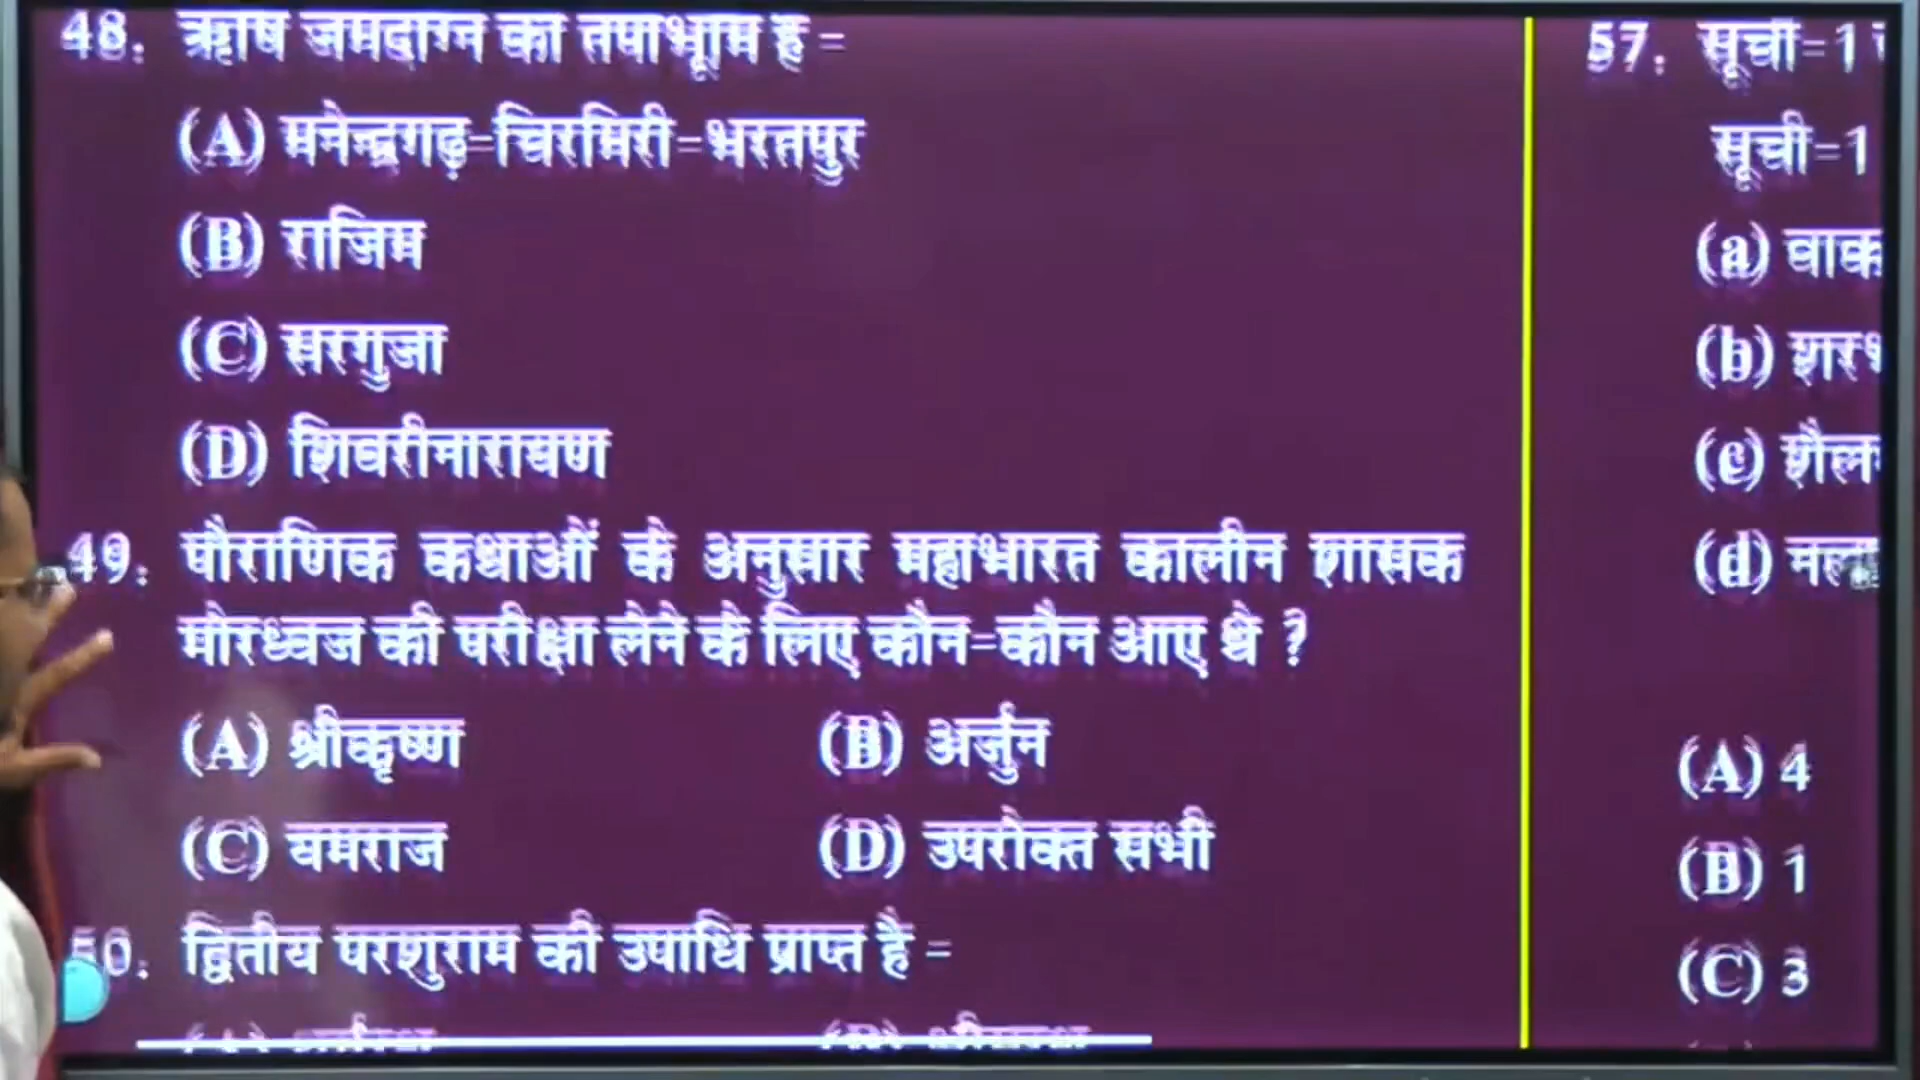 48. ऋषि जमदग्नि की तपोभूमि है -
(A) मनेन्द्रगढ़-चिरमिरी-भरतपुर
(B) राजिम
(C) सरगुजा
(D) शिवरीनारायण
49. पौराणिक कथाओं के अनुसार महाभारत कालीन शासक
मोरध्वज की परीक्षा लेने के लिए कौन-कौन आए थे ?
(A) श्रीकृष्ण (B) अर्जुन
(C) यमराज (D) उपरोक्त सभी
50. द्वितीय परशुराम की उपाधि प्राप्त है -
57. सूची-1
सूची-1
(a)
(b)
(c)
(d)
(A) 4
(B) 1
(C) 3